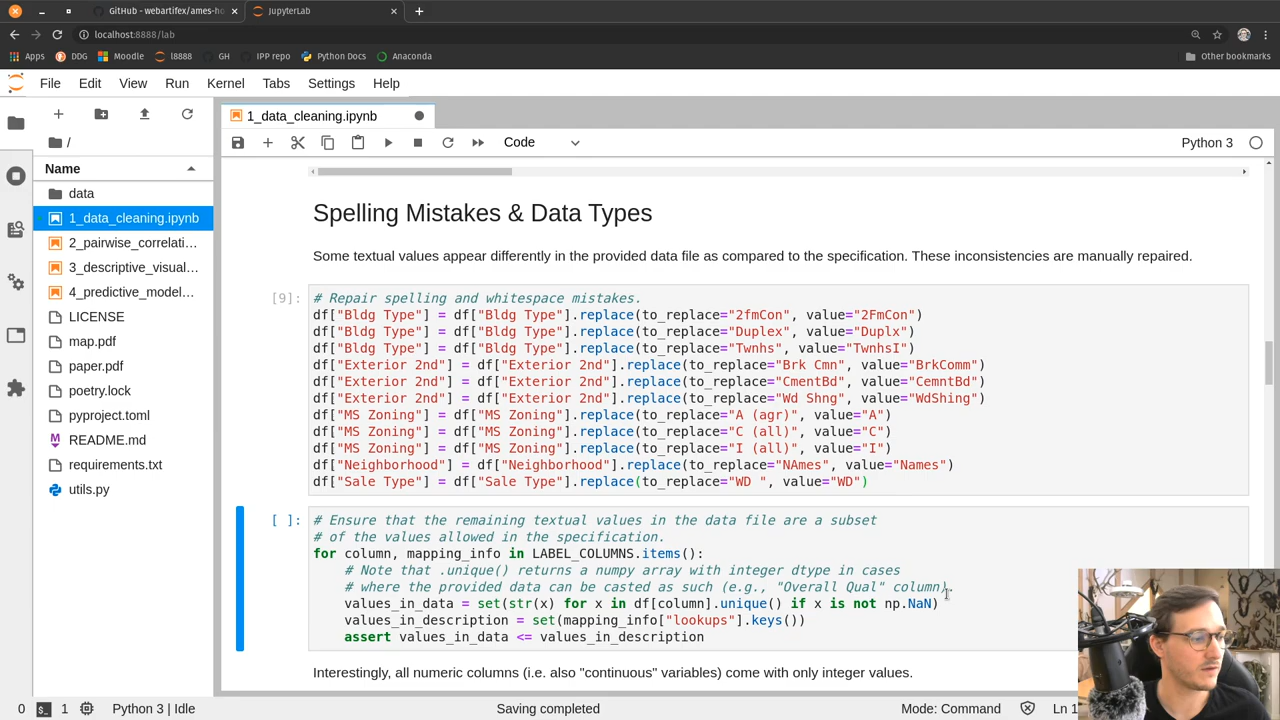 GitHub - webartifex/ames-ho
JupyterLab
localhost:8888/lab
Apps
DDG
Moodle
l8888
GH
IPP repo
Python Docs
Anaconda
Other bookmarks
File Edit View Run Kernel Tabs Settings Help
1_data_cleaning.ipynb
/
Code
Python 3
Name
data
1_data_cleaning.ipynb
2_pairwise_correlati…
3_descriptive_visual…
4_predictive_model…
LICENSE
map.pdf
paper.pdf
poetry.lock
pyproject.toml
README.md
requirements.txt
utils.py
Spelling Mistakes & Data Types
Some textual values appear differently in the provided data file as compared to the specification. These inconsistencies are manually repaired.
[9]:
# Repair spelling and whitespace mistakes.
df["Bldg Type"] = df["Bldg Type"].replace(to_replace="2fmCon", value="2FmCon")
df["Bldg Type"] = df["Bldg Type"].replace(to_replace="Duplex", value="Duplx")
df["Bldg Type"] = df["Bldg Type"].replace(to_replace="Twnhs", value="TwnhsI")
df["Exterior 2nd"] = df["Exterior 2nd"].replace(to_replace="Brk Cmn", value="BrkComm")
df["Exterior 2nd"] = df["Exterior 2nd"].replace(to_replace="CmentBd", value="CemntBd")
df["Exterior 2nd"] = df["Exterior 2nd"].replace(to_replace="Wd Shng", value="WdShing")
df["MS Zoning"] = df["MS Zoning"].replace(to_replace="A (agr)", value="A")
df["MS Zoning"] = df["MS Zoning"].replace(to_replace="C (all)", value="C")
df["MS Zoning"] = df["MS Zoning"].replace(to_replace="I (all)", value="I")
df["Neighborhood"] = df["Neighborhood"].replace(to_replace="NAmes", value="Names")
df["Sale Type"] = df["Sale Type"].replace(to_replace="WD ", value="WD")
[ ]:
# Ensure that the remaining textual values in the data file are a subset
# of the values allowed in the specification.
for column, mapping_info in LABEL_COLUMNS.items():
    # Note that .unique() returns a numpy array with integer dtype in cases
    # where the provided data can be casted as such (e.g., "Overall Qual" column).
    values_in_data = set(str(x) for x in df[column].unique() if x is not np.NaN)
    values_in_description = set(mapping_info["lookups"].keys())
    assert values_in_data <= values_in_description
Interestingly, all numeric columns (i.e. also "continuous" variables) come with only integer values.
0
1
Python 3 | Idle
Saving completed
Mode: Command
Ln 1